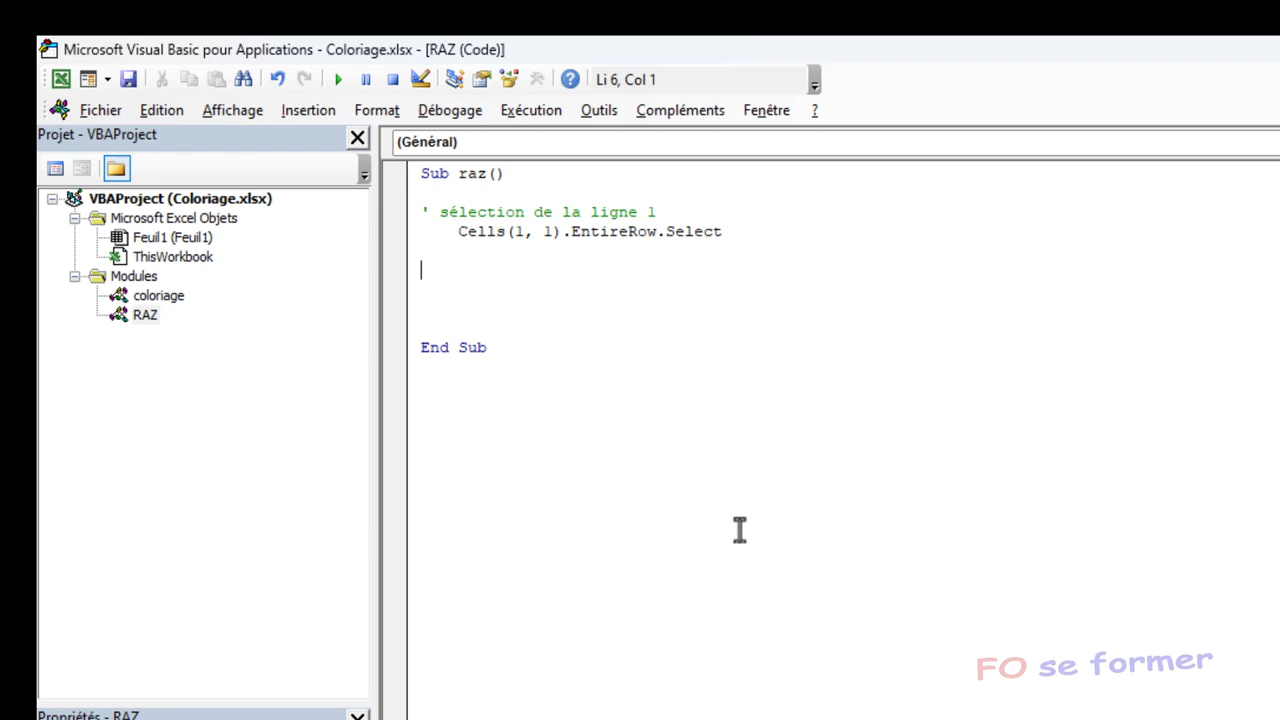 Microsoft Visual Basic pour Applications - Coloriage.xlsx - [RAZ (Code)]
Li 6, Col 1
Fichier Edition Affichage Insertion Format Débogage Exécution Outils Compléments Fenêtre ?
Projet - VBAProject
(Général)
VBAProject (Coloriage.xlsx)
Microsoft Excel Objets
Feuil1 (Feuil1)
ThisWorkbook
Modules
coloriage
RAZ
Propriétés - RAZ
Sub raz()
' sélection de la ligne 1
Cells(1, 1).EntireRow.Select
End Sub
FO se former